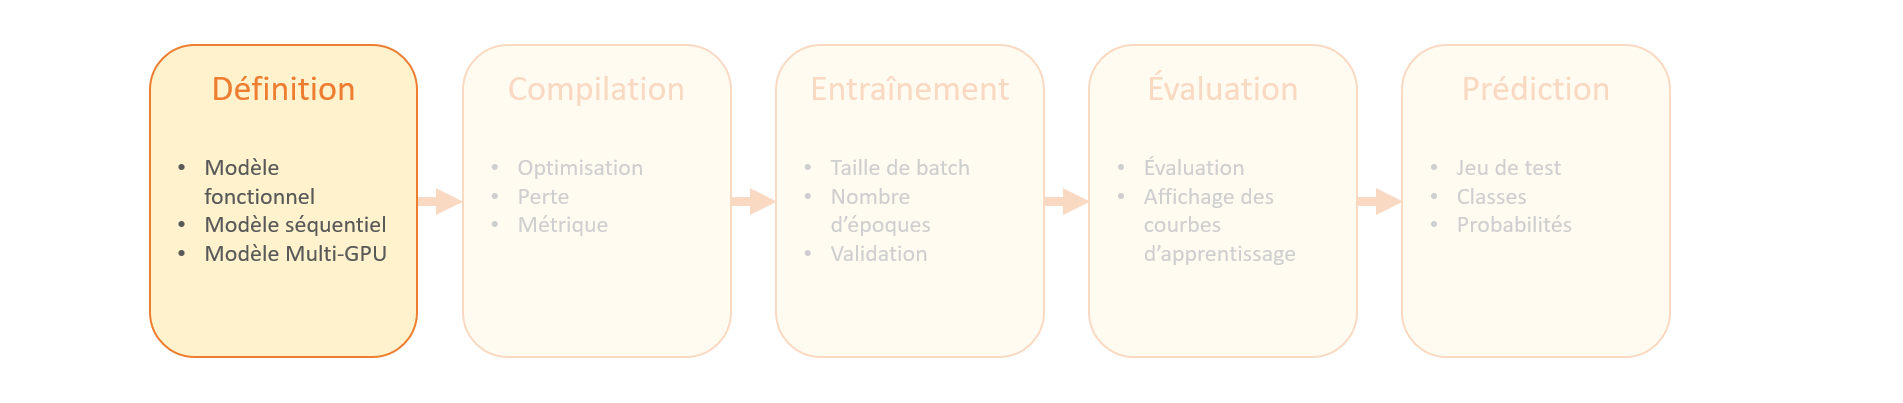 Définition
• Modèle
fonctionnel
• Modèle séquentiel
• Modèle Multi-GPU
Compilation
• Optimisation
• Perte
• Métrique
Entraînement
• Taille de batch
• Nombre
d’époques
• Validation
Évaluation
• Évaluation
• Affichage des
courbes
d’apprentissage
Prédiction
• Jeu de test
• Classes
• Probabilités